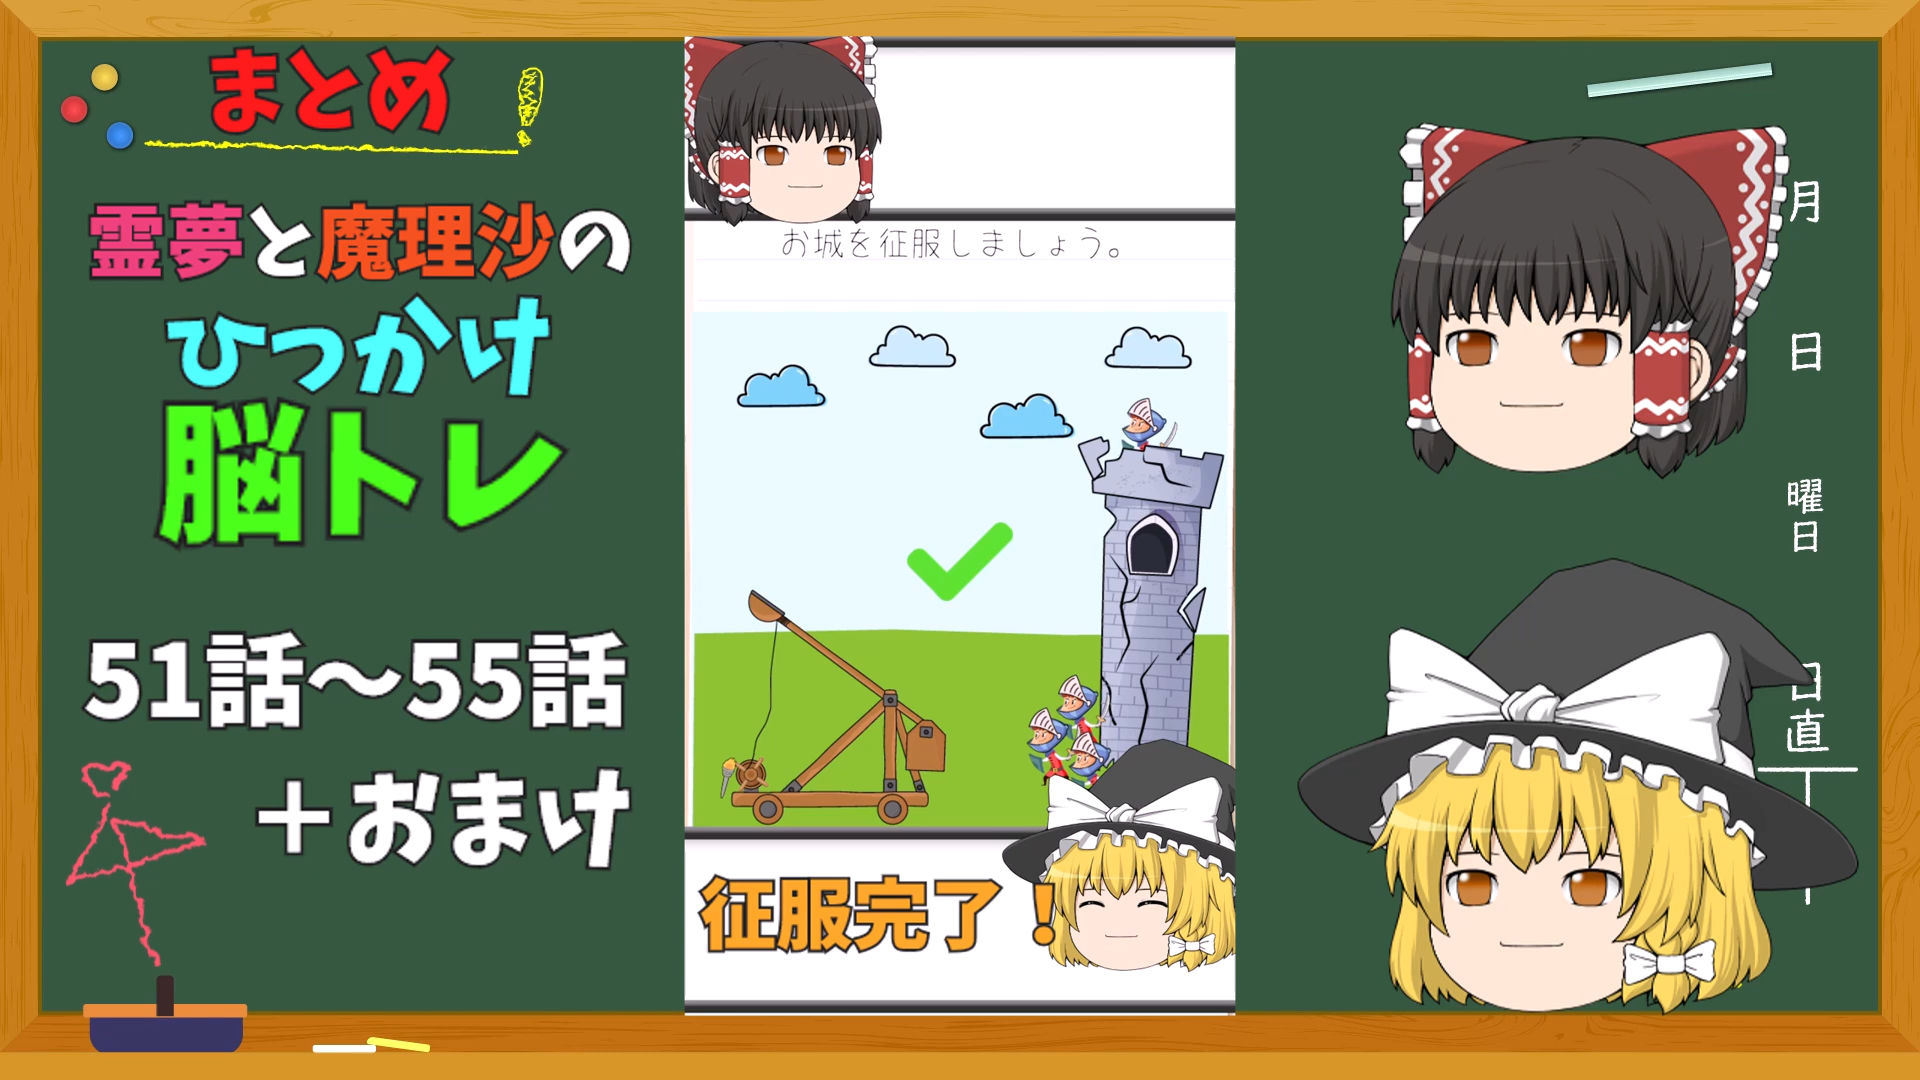 まとめ
霊夢と魔理沙の
ひっかけ
脳トレ
51話～55話
＋おまけ
お城を征服しましょう。
征服完了！
月
日
曜日
日直